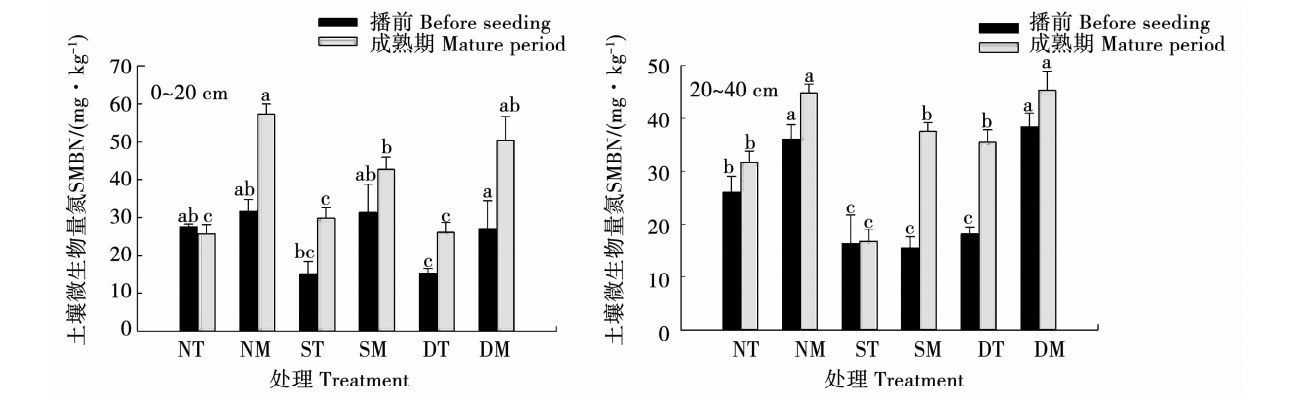 播前 Before seeding
成熟期 Mature period
土壤微生物量氮SMBN/(mg·kg⁻¹)
70
60
50
40
30
20
10
0
0~20 cm
ab c
ab a
bc c
ab b
c c
a ab
NT NM ST SM DT DM
处理 Treatment
播前 Before seeding
成熟期 Mature period
土壤微生物量氮SMBN/(mg·kg⁻¹)
50
40
30
20
10
0
20~40 cm
b b
a a
c c
c b
c b
a a
NT NM ST SM DT DM
处理 Treatment